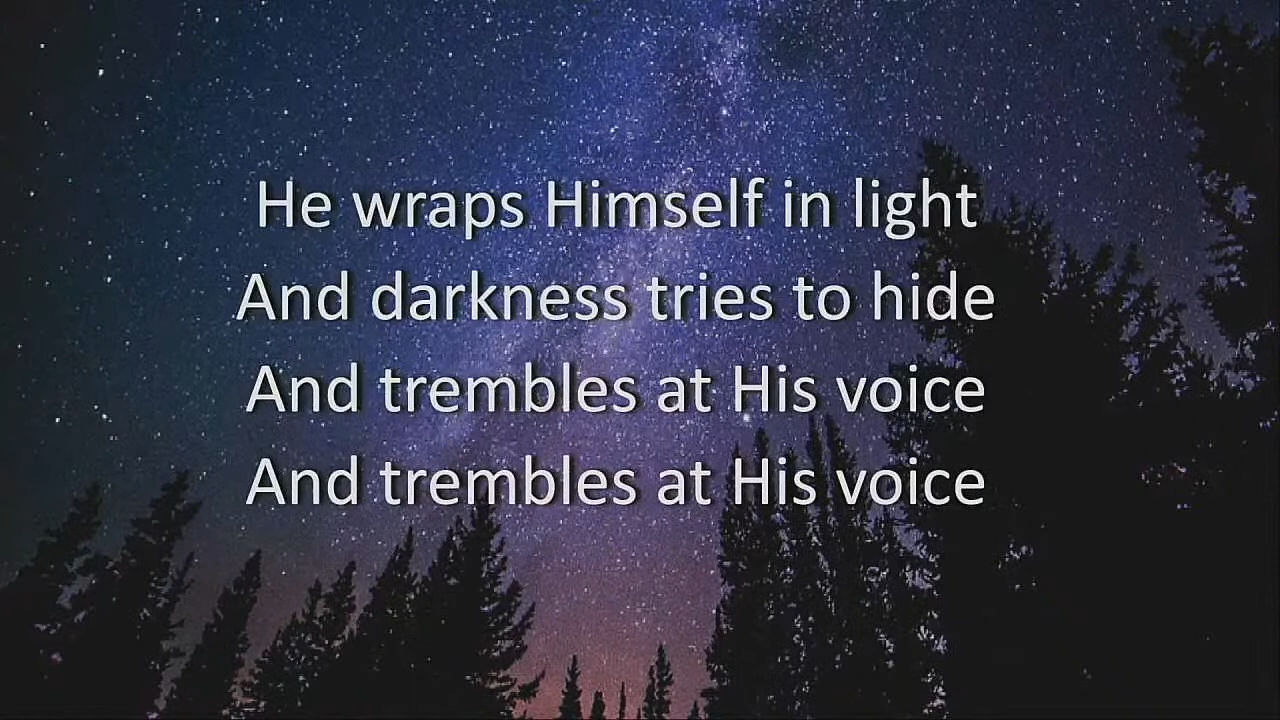 He wraps Himself in light
And darkness tries to hide
And trembles at His voice
And trembles at His voice